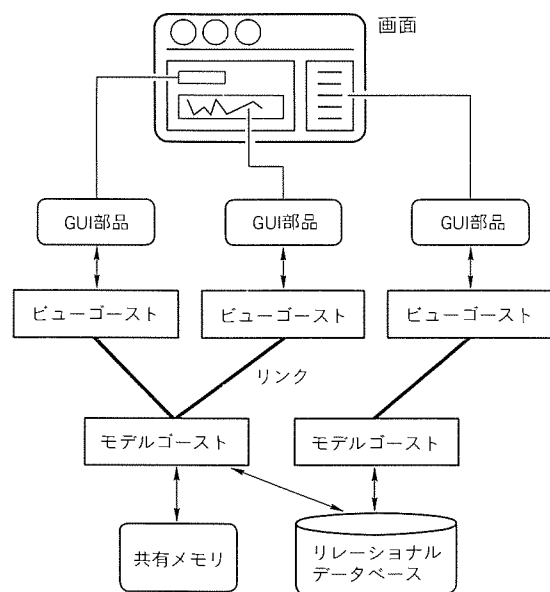 画面
GUI部品
GUI部品
GUI部品
ビューゴースト
ビューゴースト
ビューゴースト
リンク
モデルゴースト
モデルゴースト
共有メモリ
リレーショナル
データベース